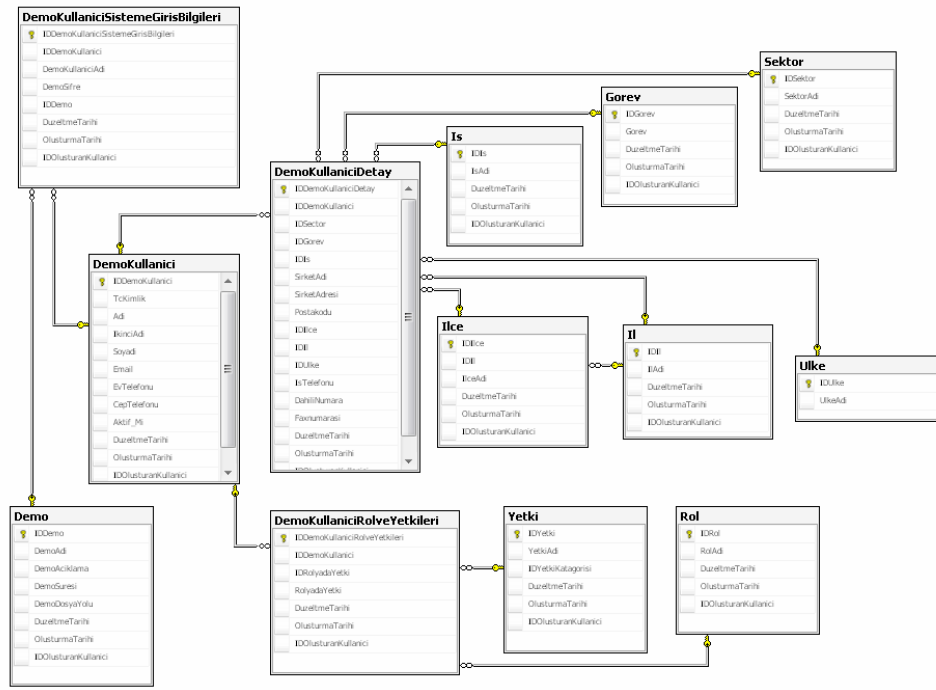 DemoKullaniciSistemeGirisBilgileri
IDDemoKullaniciSistemeGirisBilgileri
IDDemoKullanici
DemoKullaniciAdi
DemoSifre
IDDemo
DuzeltmeTarihi
OlusturmaTarihi
IDOlusturanKullanici
Sektor
IDSektor
SektorAdi
DuzeltmeTarihi
OlusturmaTarihi
IDOlusturanKullanici
Gorev
IDGorev
Gorev
DuzeltmeTarihi
OlusturmaTarihi
IDOlusturanKullanici
Is
IDIs
IsAdi
DuzeltmeTarihi
OlusturmaTarihi
IDOlusturanKullanici
DemoKullaniciDetay
IDDemoKullaniciDetay
IDDemoKullanici
IDSector
IDGorev
IDIs
SirketAdi
SirketAdresi
Postakodu
IDIlce
IDIl
IDUlke
IsTelefonu
DahiliNumara
Faxnumarasi
DuzeltmeTarihi
OlusturmaTarihi
IDOlusturanKullanici
DemoKullanici
IDDemoKullanici
TcKimlik
Adi
IkinciAdi
Soyadi
Email
EvTelefonu
CepTelefonu
Aktif_Mi
DuzeltmeTarihi
OlusturmaTarihi
IDOlusturanKullanici
Ilce
IDIlce
IDIl
IlceAdi
DuzeltmeTarihi
OlusturmaTarihi
IDOlusturanKullanici
Il
IDIl
IlAdi
DuzeltmeTarihi
OlusturmaTarihi
IDOlusturanKullanici
Ulke
IDUlke
UlkeAdi
Demo
IDDemo
DemoAdi
DemoAciklama
DemoSuresi
DemoDosyaYolu
DuzeltmeTarihi
OlusturmaTarihi
IDOlusturanKullanici
DemoKullaniciRolveYetkileri
IDDemoKullaniciRolveYetkileri
IDDemoKullanici
IDRolyadaYetki
RolyadaYetki
DuzeltmeTarihi
OlusturmaTarihi
IDOlusturanKullanici
Yetki
IDYetki
YetkiAdi
IDYetkiKatagorisi
DuzeltmeTarihi
OlusturmaTarihi
IDOlusturanKullanici
Rol
IDRol
RolAdi
DuzeltmeTarihi
OlusturmaTarihi
IDOlusturanKullanici